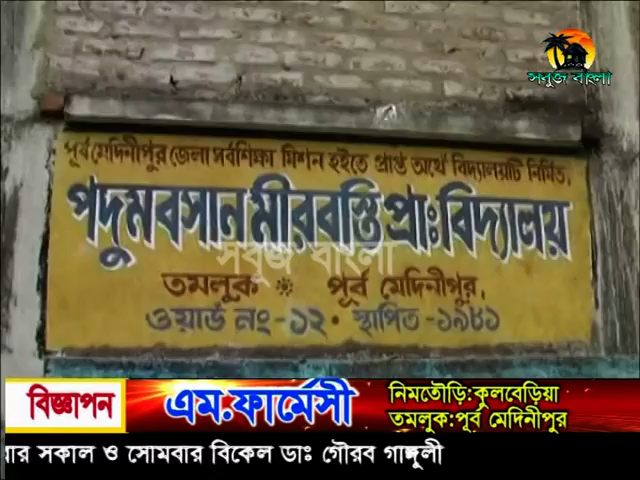 সবুজ বাংলা
পূর্ব মেদিনীপুর জেলা সর্বশিক্ষা মিশন হইতে প্রাপ্ত অর্থে বিদ্যালয়টি নির্মিত,
পদুমবসান মীরবস্তি প্রাঃ বিদ্যালয়
সবুজ বাংলা
তমলুক ❋ পূর্ব মেদিনীপুর,
ওয়ার্ড নং-১২ • স্থাপিত -১৯৮১
বিজ্ঞাপন
এম.ফার্মেসী
নিমতৌড়ি:কুলবেড়িয়া
তমলুক:পূর্ব মেদিনীপুর
সকাল ও সোমবার বিকেল ডাঃ গৌরব গাঙ্গুলী